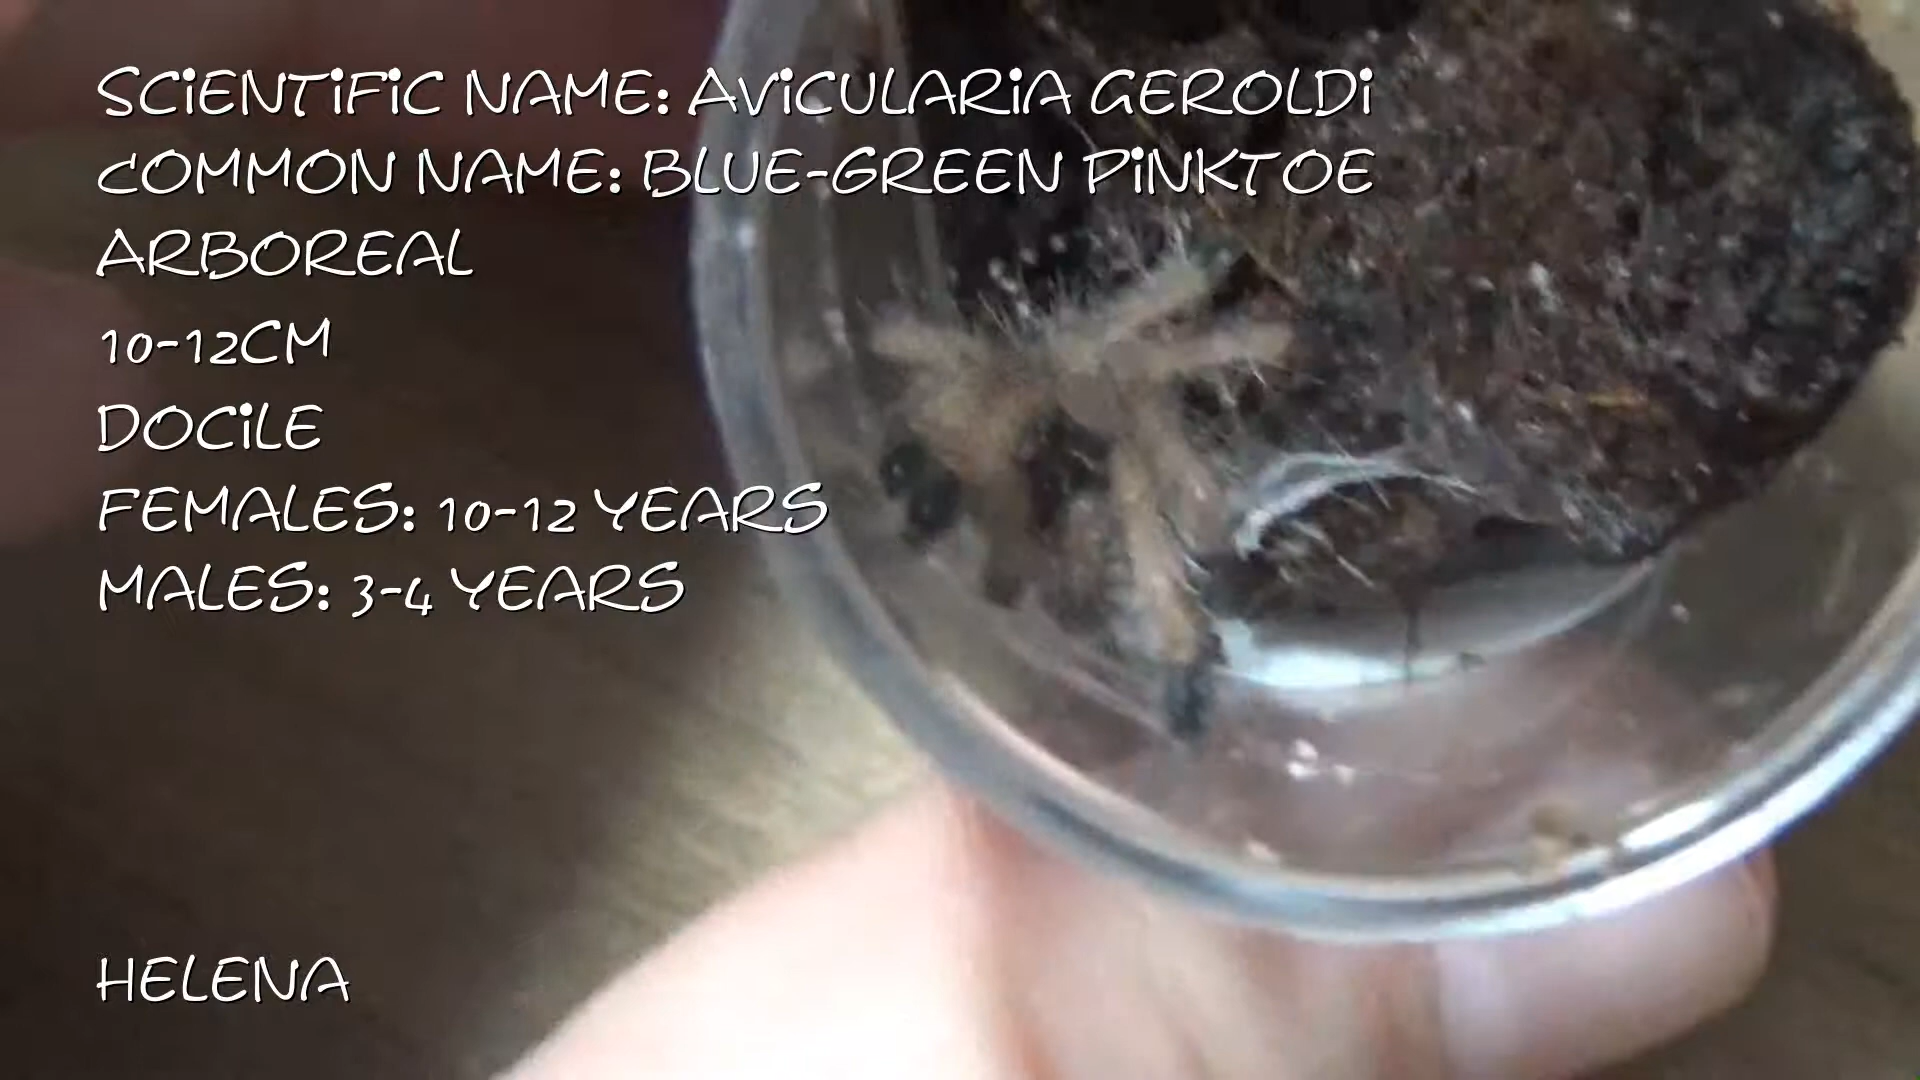 SCiENTiFiC NAME: AViCULARiA GEROLDi
COMMON NAME: BLUE-GREEN PiNKTOE
ARBOREAL
10-12CM
DOCiLE
FEMALES: 10-12 YEARS
MALES: 3-4 YEARS
HELENA